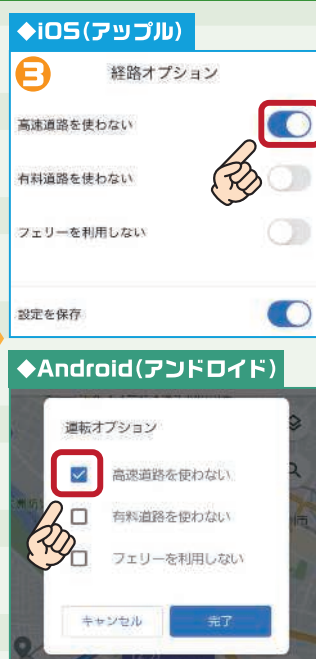 ◆iOS(アップル)
3
経路オプション
高速道路を使わない
有料道路を使わない
フェリーを利用しない
設定を保存
◆Android(アンドロイド)
運転オプション
高速道路を使わない
有料道路を使わない
フェリーを利用しない
キャンセル
完了